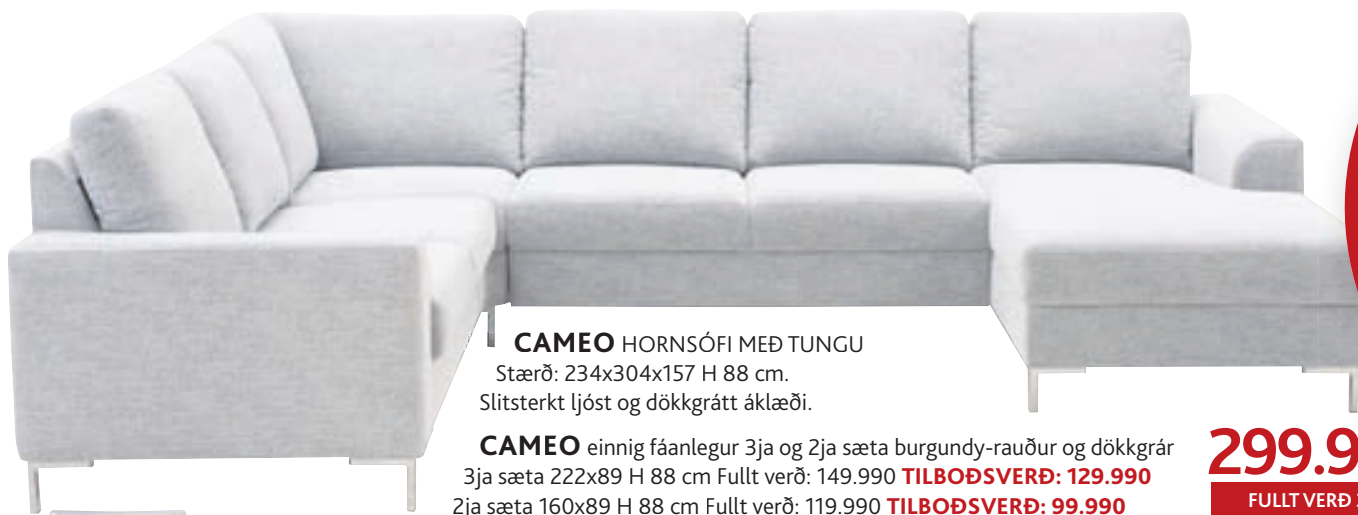 CAMEO HORNSÓFI MEÐ TUNGU
Stærð: 234x304x157 H 88 cm.
Slitsterkt ljóst og dökkgrátt áklæði.
CAMEO einnig fáanlegur 3ja og 2ja sæta burgundy-rauður og dökkgrár
3ja sæta 222x89 H 88 cm Fullt verð: 149.990 TILBOÐSVERÐ: 129.990
2ja sæta 160x89 H 88 cm Fullt verð: 119.990 TILBOÐSVERÐ: 99.990
299.9
FULLT VERÐ